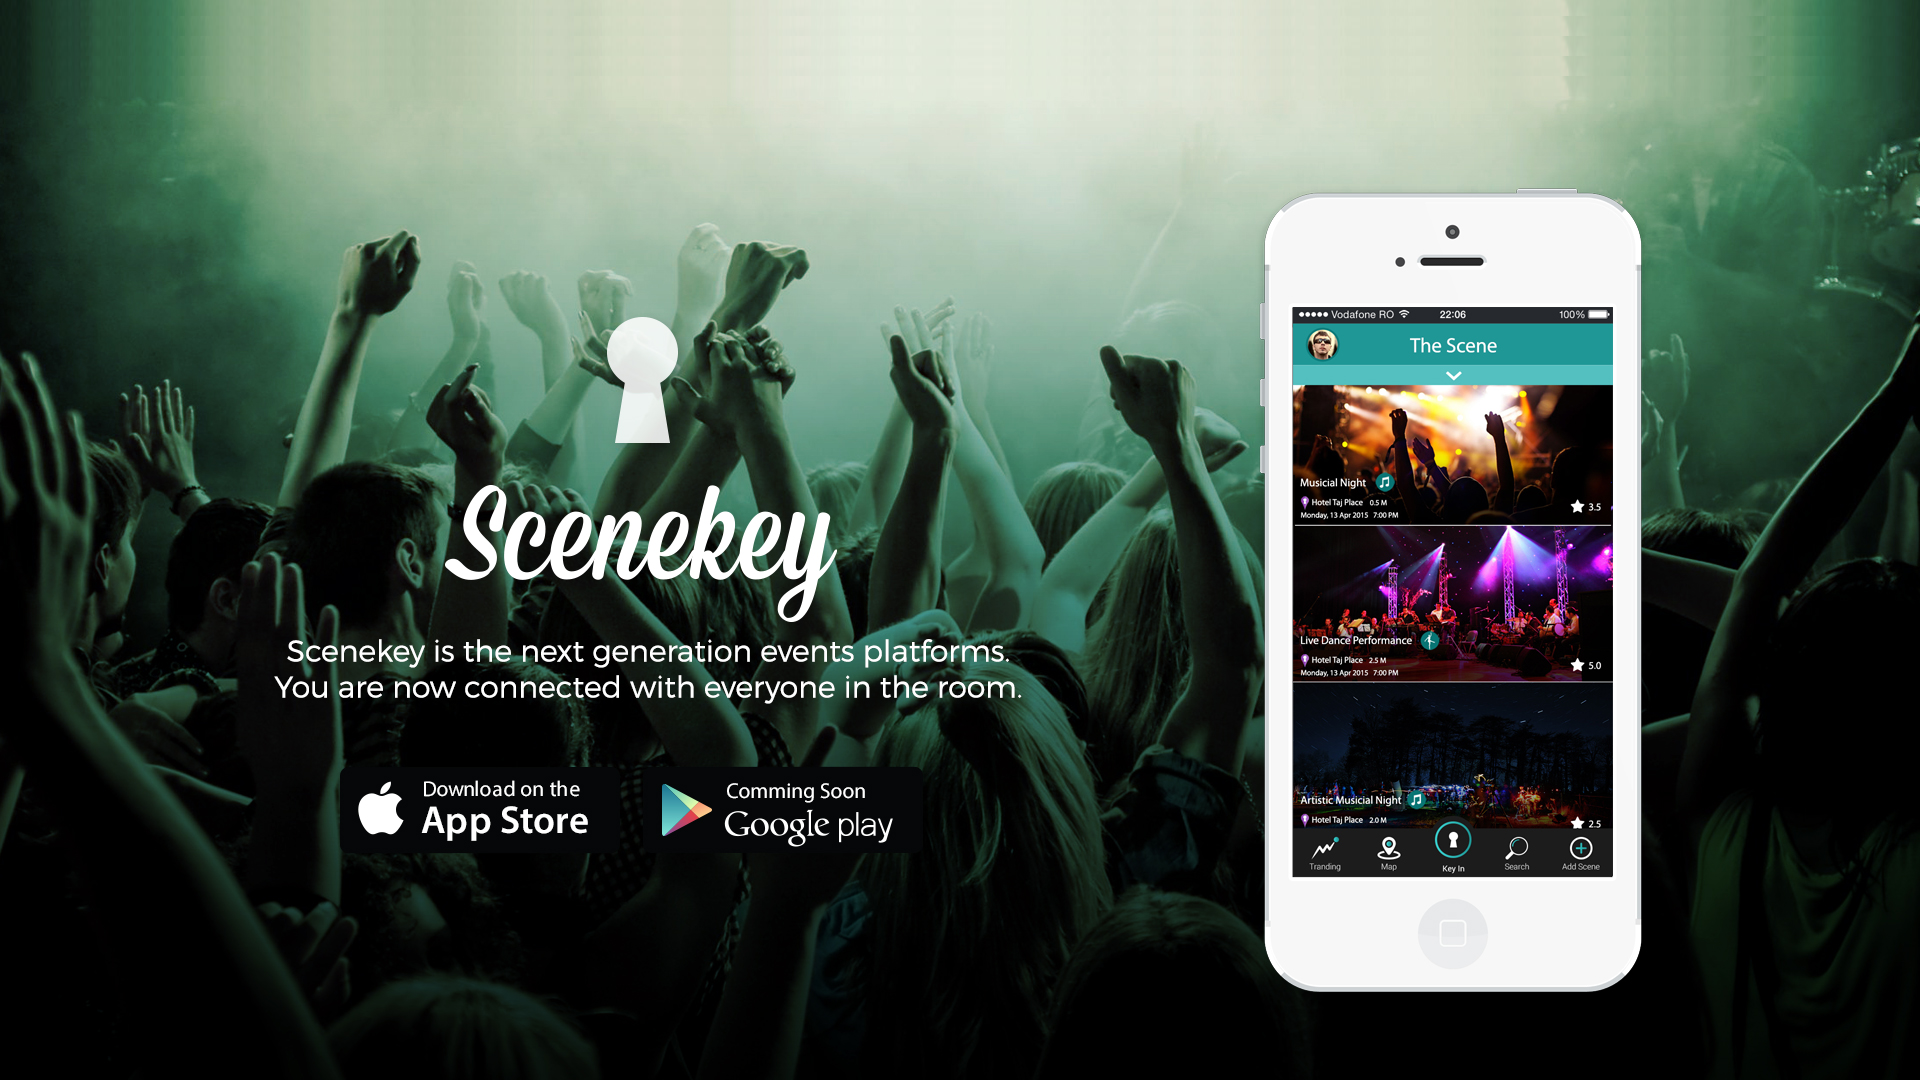 Scenekey
Scenekey is the next generation events platforms.
You are now connected with everyone in the room.
Download on the
App Store
Comming Soon
Google play
Vodafone RO 22:06 100%
The Scene
Musicial Night
Hotel Taj Place 0.5 M
3.5
Monday, 13 Apr 2015 7:00 PM
Live Dance Performance
Hotel Taj Place 2.5 M
5.0
Monday, 13 Apr 2015 7:00 PM
Artistic Musicial Night
Hotel Taj Place 2.0 M
2.5
Tranding Map Key In Search Add Scene